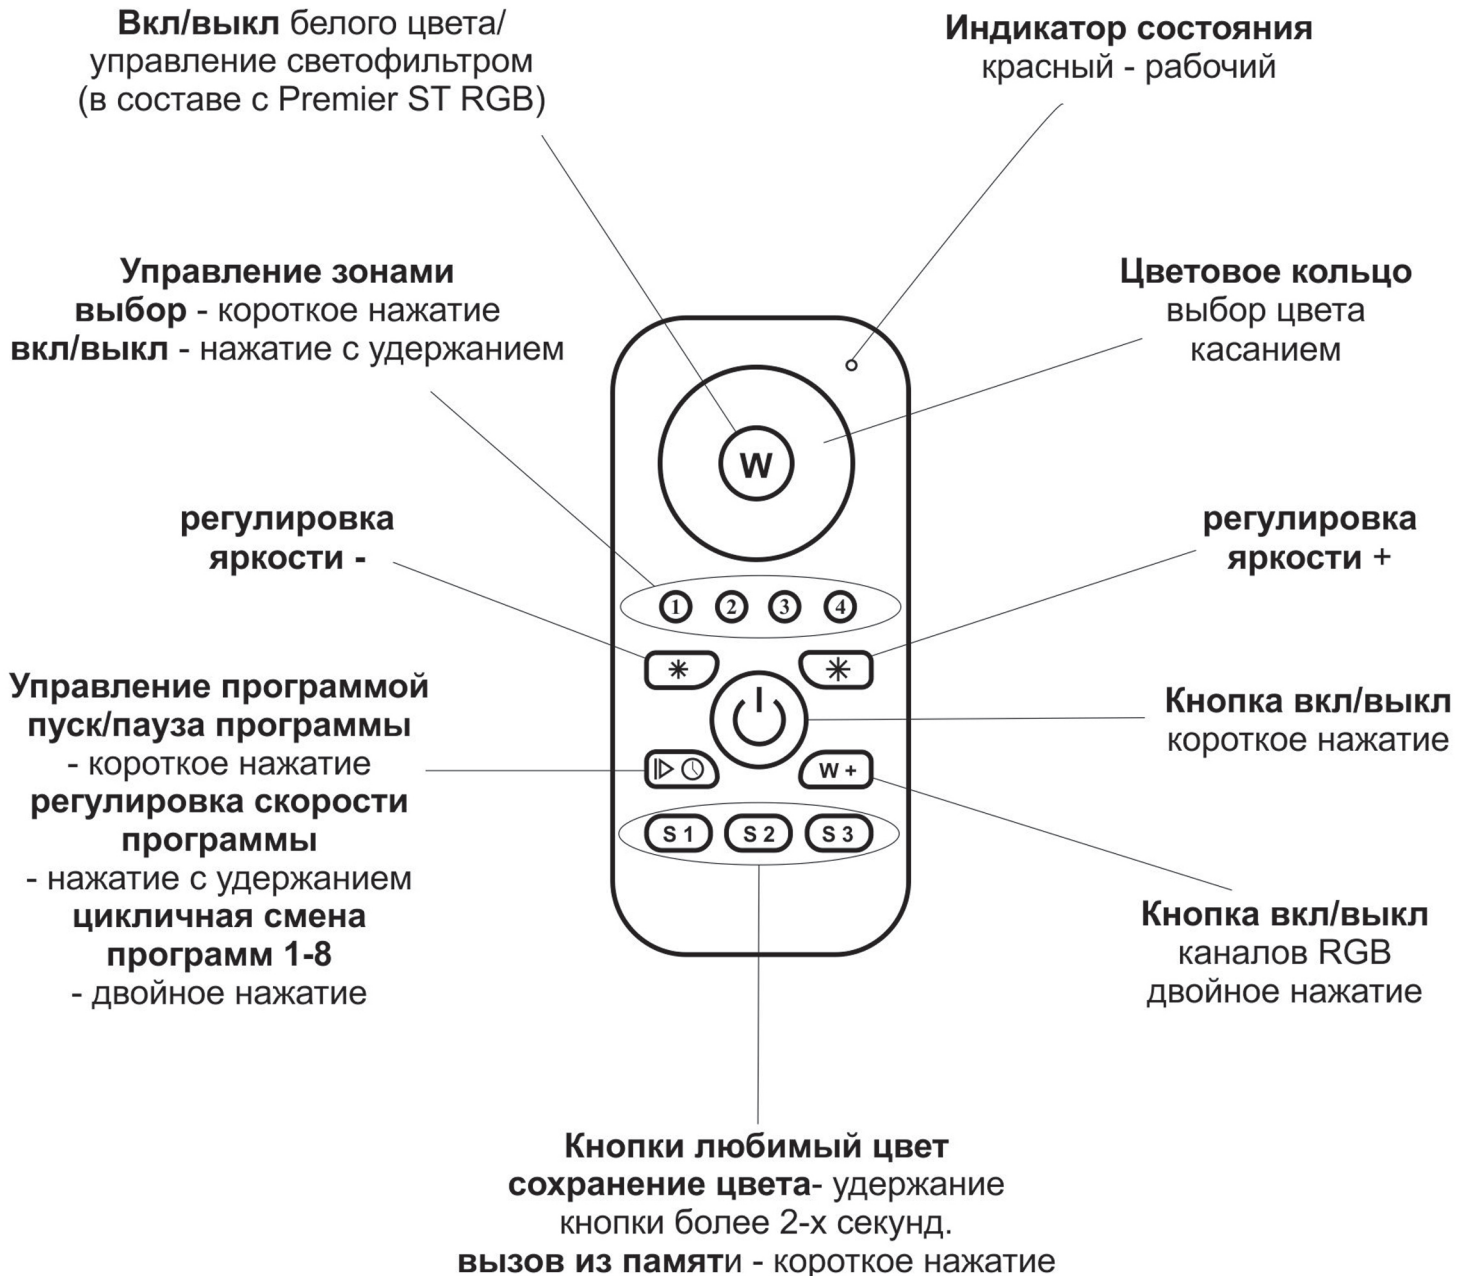 Вкл/выкл белого цвета/
управление светофильтром
(в составе с Premier ST RGB)
Индикатор состояния
красный - рабочий
Управление зонами
выбор - короткое нажатие
вкл/выкл - нажатие с удержанием
Цветовое кольцо
выбор цвета
касанием
W
регулировка
яркости -
регулировка
яркости +
1 2 3 4
Управление программой
пуск/пауза программы
- короткое нажатие
регулировка скорости
программы
- нажатие с удержанием
цикличная смена
программ 1-8
- двойное нажатие
Кнопка вкл/выкл
короткое нажатие
W +
S 1 S 2 S 3
Кнопка вкл/выкл
каналов RGB
двойное нажатие
Кнопки любимый цвет
сохранение цвета- удержание
кнопки более 2-х секунд.
вызов из памяти - короткое нажатие